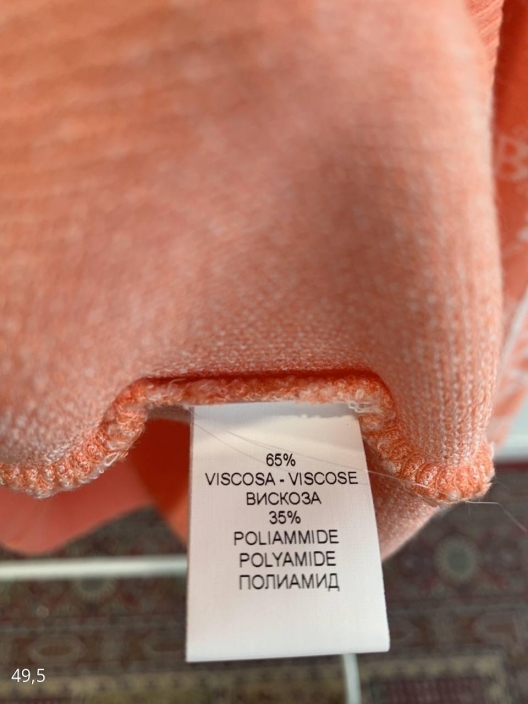 65%
VISCOSA - VISCOSE
ВИСКОЗА
35%
POLIAMMIDE
POLYAMIDE
ПОЛИАМИД
49,5